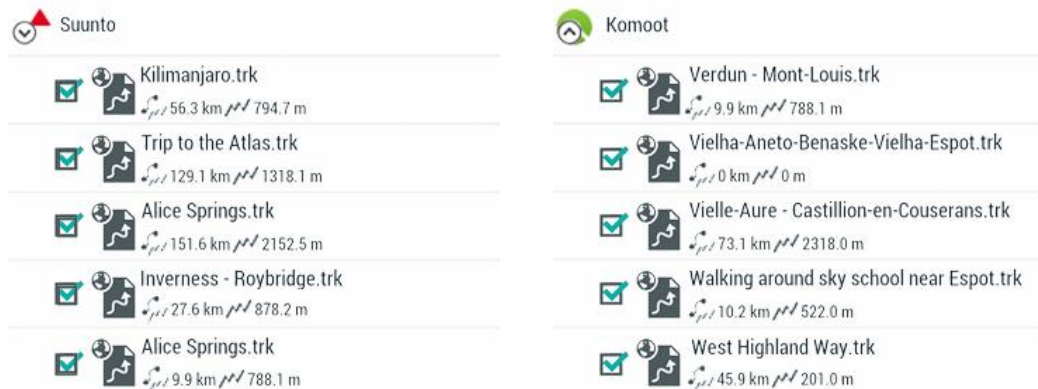 Suunto
Kilimanjaro.trk
56.3 km 794.7 m
Trip to the Atlas.trk
129.1 km 1318.1 m
Alice Springs.trk
151.6 km 2152.5 m
Inverness - Roybridge.trk
27.6 km 878.2 m
Alice Springs.trk
9.9 km 788.1 m
Komoot
Verdun - Mont-Louis.trk
9.9 km 788.1 m
Vielha-Aneto-Benaske-Vielha-Espot.trk
0 km 0 m
Vielle-Aure - Castillion-en-Couserans.trk
73.1 km 2318.0 m
Walking around sky school near Espot.trk
10.2 km 522.0 m
West Highland Way.trk
45.9 km 201.0 m